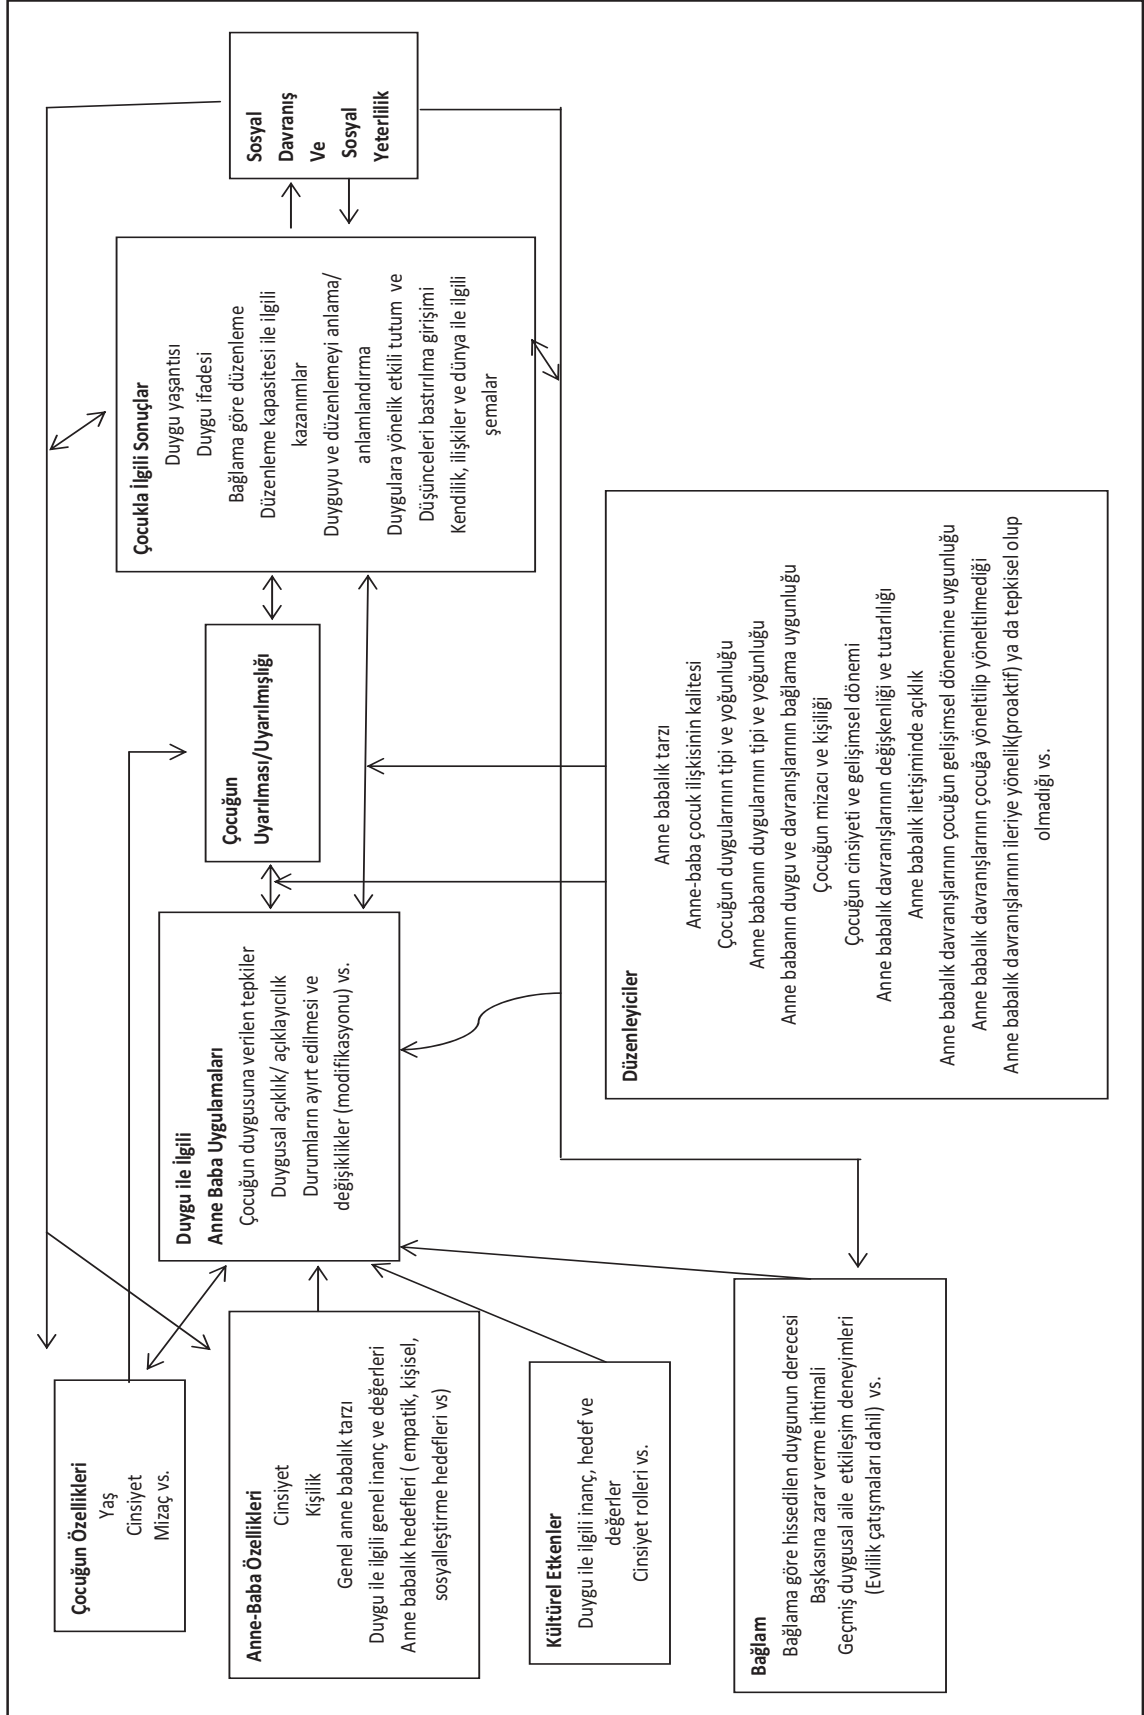 Çocuğun Özellikleri
Yaş
Cinsiyet
Mizaç vs.
Anne-Baba Özellikleri
Cinsiyet
Kişilik
Genel anne babalık tarzı
Duygu ile ilgili genel inanç ve değerleri
Anne babalık hedefleri ( empatik, kişisel,
sosyalleştirme hedefleri vs)
Kültürel Etkenler
Duygu ile ilgili inanç, hedef ve
değerler
Cinsiyet rolleri vs.
Bağlam
Bağlama göre hissedilen duygunun derecesi
Başkasına zarar verme ihtimali
Geçmiş duygusal aile etkileşim deneyimleri
(Evlilik çatışmaları dahil) vs.
Duygu ile ilgili
Anne Baba Uygulamaları
Çocuğun duygusuna verilen tepkiler
Duygusal açıklık/ açıklayıcılık
Durumların ayırt edilmesi ve
değişiklikler (modifikasyonu) vs.
Çocuğun
Uyarılması/Uyarılmışlığı
Düzenleyiciler
Anne babalık tarzı
Anne-baba çocuk ilişkisinin kalitesi
Çocuğun duygularının tipi ve yoğunluğu
Anne babanın duygularının tipi ve yoğunluğu
Anne babanın duygu ve davranışlarının bağlama uygunluğu
Çocuğun mizacı ve kişiliği
Çocuğun cinsiyeti ve gelişimsel dönemi
Anne babalık davranışlarının değişkenliği ve tutarlılığı
Anne babalık iletişiminde açıklık
Anne babalık davranışlarının çocuğun gelişimsel dönemine uygunluğu
Anne babalık davranışlarının çocuğa yöneltilip yöneltilmediği
Anne babalık davranışlarının ileriye yönelik(proaktif) ya da tepkisel olup
olmadığı vs.
Çocukla İlgili Sonuçlar
Duygu yaşantısı
Duygu ifadesi
Bağlama göre düzenleme
Düzenleme kapasitesi ile ilgili
kazanımlar
Duyguyu ve düzenlemeyi anlama/
anlamlandırma
Duygulara yönelik etkili tutum ve
Düşünceleri bastırılma girişimi
Kendilik, ilişkiler ve dünya ile ilgili
şemalar
Sosyal
Davranış
Ve
Sosyal
Yeterlilik